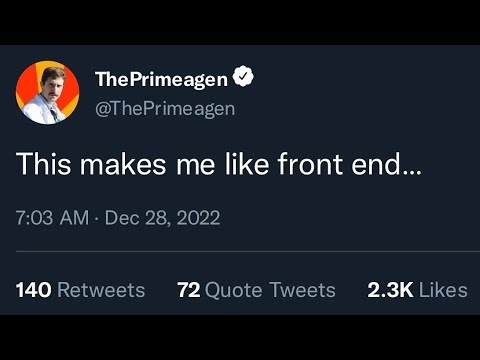 ThePrimeagen
@ThePrimeagen
This makes me like front end...
7:03 AM · Dec 28, 2022
140 Retweets 72 Quote Tweets 2.3K Likes